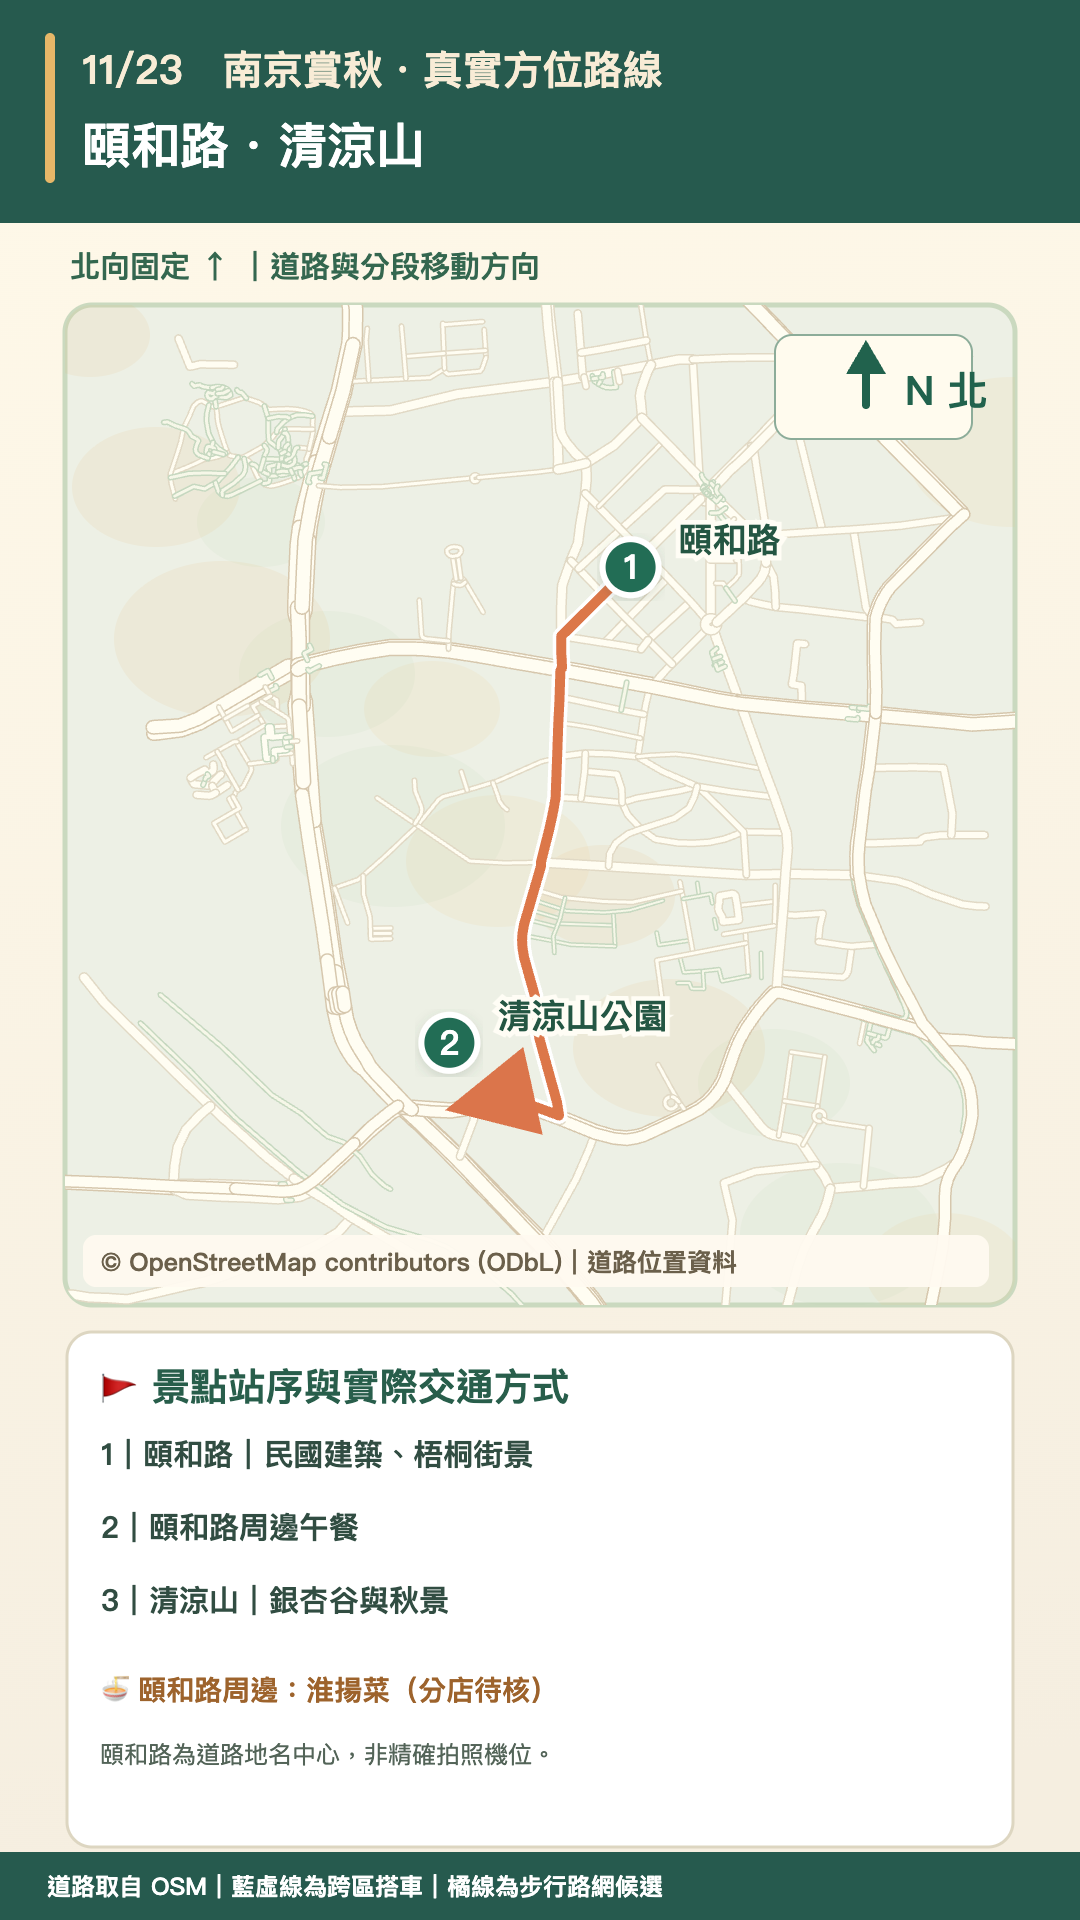 11/23　南京賞秋・真實方位路線
頤和路・清涼山
北向固定 ↑ ｜道路與分段移動方向
N 北
頤和路
1
清涼山公園
2
© OpenStreetMap contributors (ODbL)｜道路位置資料
🚩 景點站序與實際交通方式
1｜頤和路｜民國建築、梧桐街景
2｜頤和路周邊午餐
3｜清涼山｜銀杏谷與秋景
🍜 頤和路周邊：淮揚菜（分店待核）
頤和路為道路地名中心，非精確拍照機位。
道路取自 OSM｜藍虛線為跨區搭車｜橘線為步行路網候選